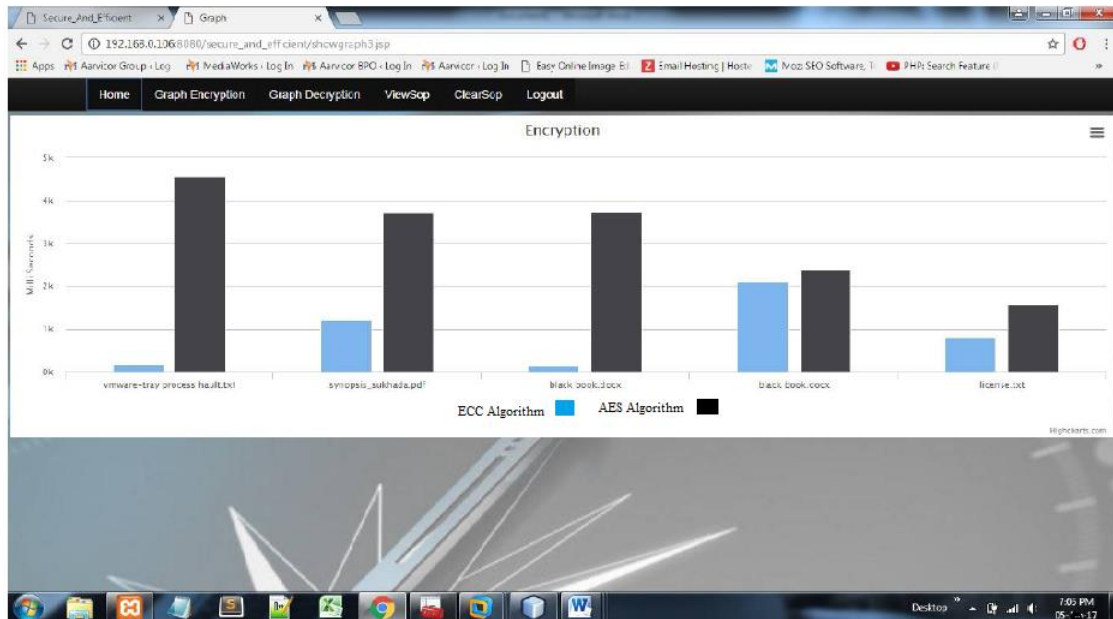 Secure_And_Efficient
Graph
192.168.0.106:8080/secure_and_efficient/showgraph3.jsp
Apps
Aarvicor Group ‹ Log
MediaWorks ‹ Log In
Aarvicor BPO ‹ Log In
Aarvicor ‹ Log In
Easy Online Image Ed
Email Hosting | Hoste
Moz: SEO Software, T
PHP: Search Feature
Home
Graph Encryption
Graph Decryption
ViewSop
ClearSop
Logout
Encryption
5k
4k
3k
2k
1k
0k
Milli Seconds
vmware-tray process hault.txt
synopsis_sukhada.pdf
black book.docx
black book.docx
license.txt
ECC Algorithm
AES Algorithm
Highcharts.com
Desktop
7:05 PM